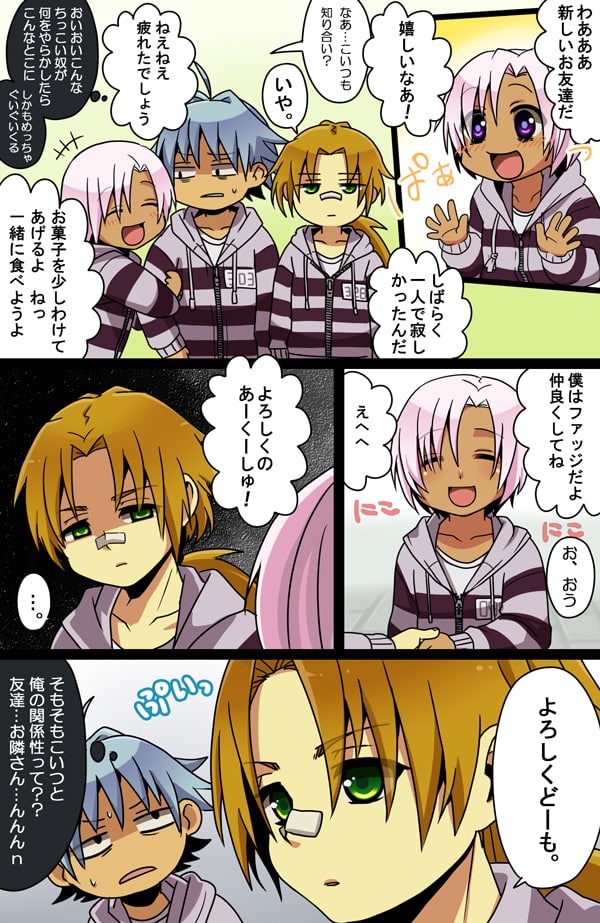 わあああ
新しいお友達だ
ぱぁ
嬉しいなあ!
なあ…こいつも
知り合い?
いや。
ねえねえ
疲れたでしょう
おいおいこんな
ちっこい奴が
何をやらかしたら
こんなとこに
しかもめっちゃ
ぐいぐいくる
しばらく
一人で寂し
かったんだ
お菓子を少しわけて
あげるよ ねっ
一緒に食べようよ
303
328
僕はファッジだよ
仲良くしてね
えへへ
にこ
にこ
お、おう
よろしくの
あーくーしゅ!
…。
よろしくどーも。
ぷいっ
そもそもこいつと
俺の関係性って??
友達…お隣さん…んんん
n